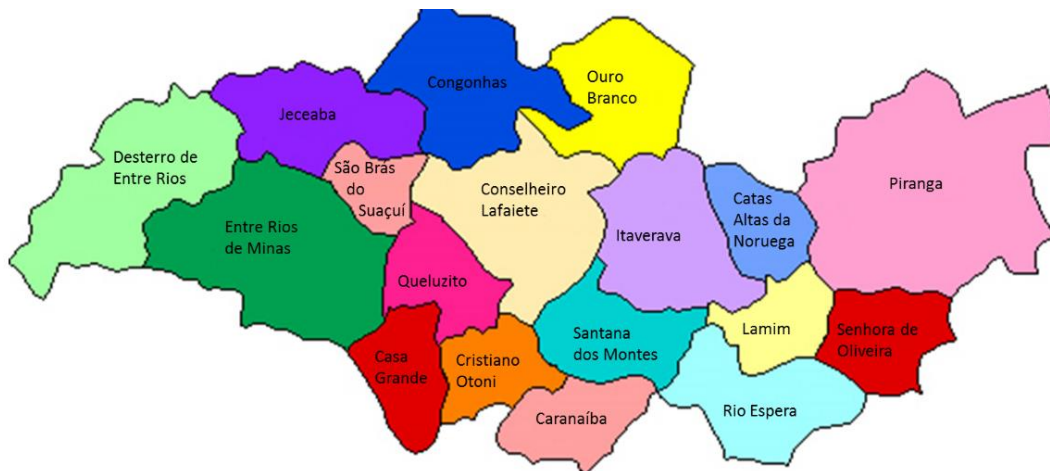 Congonhas
Ouro
Branco
Jeceaba
Desterro de
Entre Rios
São Brás
do
Suaçuí
Conselheiro
Lafaiete
Catas
Altas da
Noruega
Piranga
Entre Rios
de Minas
Itaverava
Queluzito
Santana
dos Montes
Lamim
Senhora de
Oliveira
Casa
Grande
Cristiano
Otoni
Caranaíba
Rio Espera